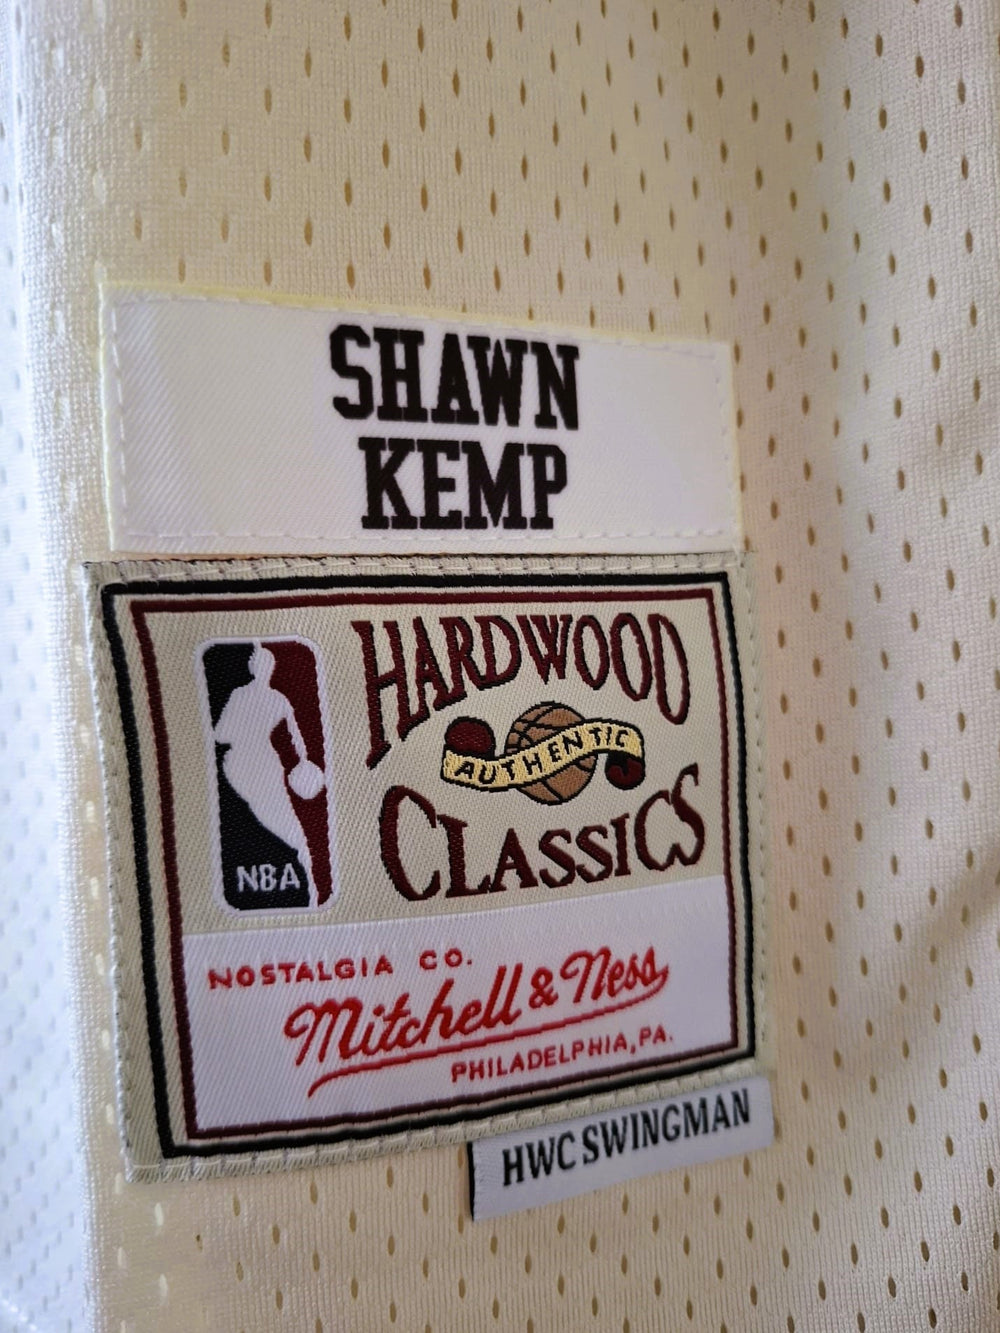 SHAWN
KEMP
HARDWOOD
AUTHENTIC
CLASSICS
NBA
NOSTALGIA CO.
Mitchell & Ness
PHILADELPHIA, PA.
HWC SWINGMAN